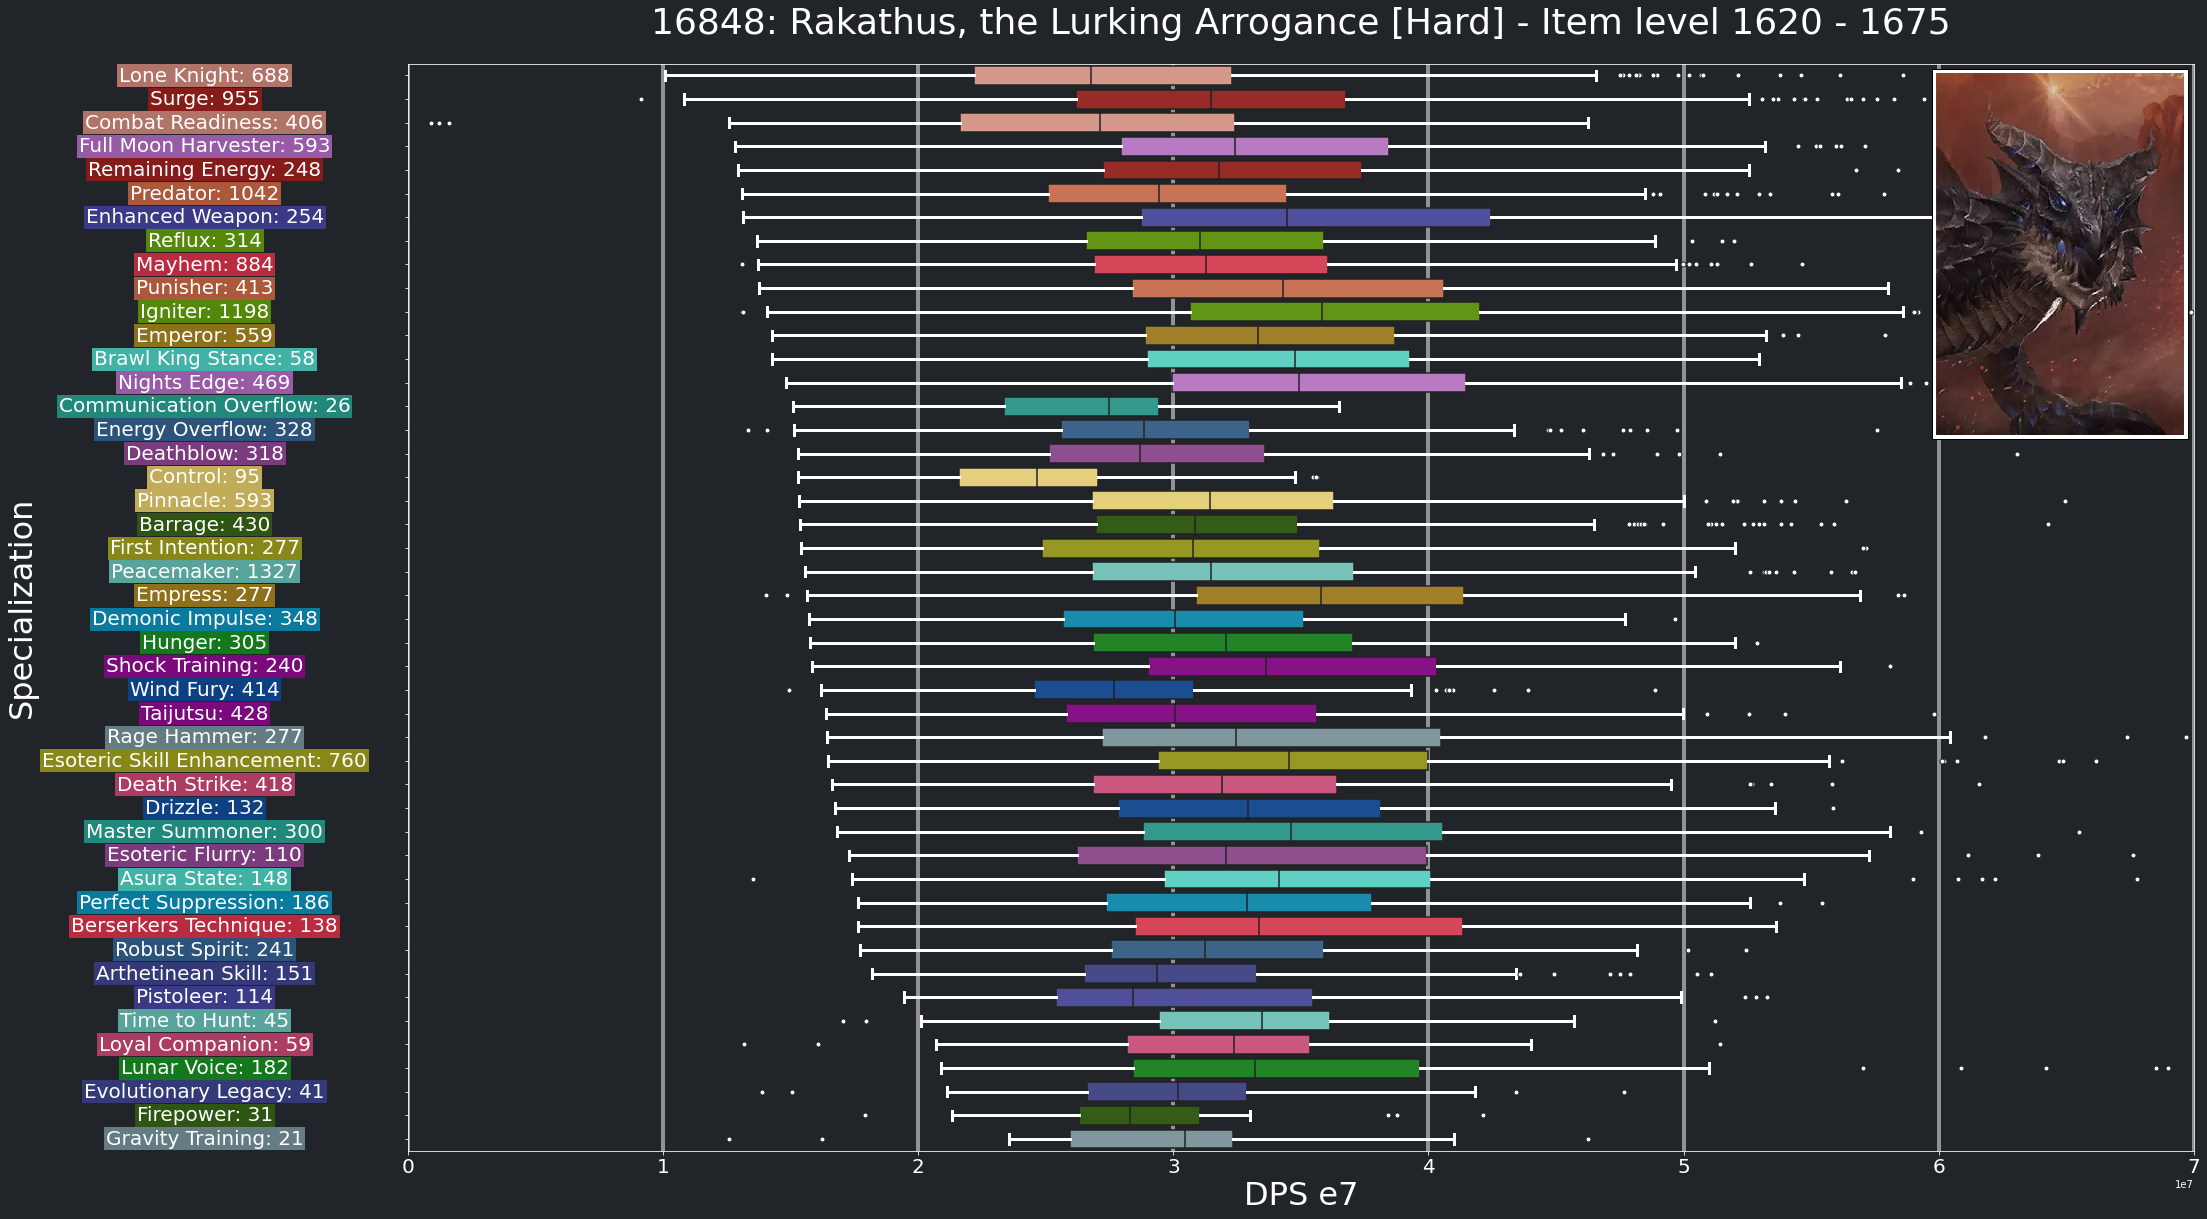 16848: Rakathus, the Lurking Arrogance [Hard] - Item level 1620 - 1675
Lone Knight: 688
Surge: 955
Combat Readiness: 406
Full Moon Harvester: 593
Remaining Energy: 248
Predator: 1042
Enhanced Weapon: 254
Reflux: 314
Mayhem: 884
Punisher: 413
Igniter: 1198
Emperor: 559
Brawl King Stance: 58
Nights Edge: 469
Communication Overflow: 26
Energy Overflow: 328
Deathblow: 318
Control: 95
Pinnacle: 593
Barrage: 430
First Intention: 277
Peacemaker: 1327
Empress: 277
Demonic Impulse: 348
Hunger: 305
Shock Training: 240
Wind Fury: 414
Taijutsu: 428
Rage Hammer: 277
Esoteric Skill Enhancement: 760
Death Strike: 418
Drizzle: 132
Master Summoner: 300
Esoteric Flurry: 110
Asura State: 148
Perfect Suppression: 186
Berserkers Technique: 138
Robust Spirit: 241
Arthetinean Skill: 151
Pistoleer: 114
Time to Hunt: 45
Loyal Companion: 59
Lunar Voice: 182
Evolutionary Legacy: 41
Firepower: 31
Gravity Training: 21
Specialization
0 1 2 3 4 5 6 7
1e7
DPS e7